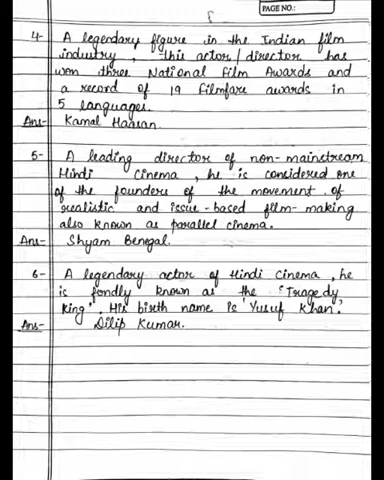 PAGE NO.:
4- A legendary figure in the Indian film
industry, this actor/director has
won three National Film Awards and
a record of 19 filmfare awards in
5 languages.
Ans- Kamal Haasan.
5- A leading director of non-mainstream
Hindi Cinema, he is considered one
of the founders of the movement of
realistic and issue-based film-making
also known as parallel cinema.
Ans- Shyam Benegal.
6- A legendary actor of Hindi Cinema, he
is fondly known as the "Tragedy
King". His birth name is 'Yusuf Khan'.
Ans- Dilip Kumar.